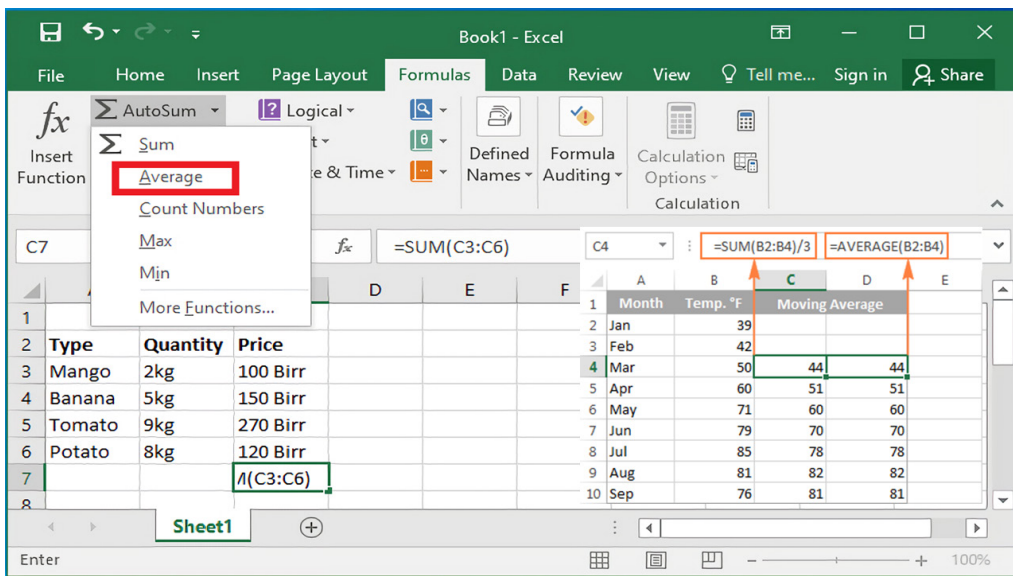 Book1 - Excel
File Home Insert Page Layout Formulas Data Review View Tell me... Sign in Share
fx
Insert
Function
AutoSum
Sum
Average
Count Numbers
Max
Min
More Functions...
Logical
& Time
Defined
Names
Formula
Auditing
Calculation
Options
Calculation
C7 fx =SUM(C3:C6)
D E F
1
2 Type Quantity Price
3 Mango 2kg 100 Birr
4 Banana 5kg 150 Birr
5 Tomato 9kg 270 Birr
6 Potato 8kg 120 Birr
7 (C3:C6)
8
C4 =SUM(B2:B4)/3 =AVERAGE(B2:B4)
A B C D E
1 Month Temp. °F Moving Average
2 Jan 39
3 Feb 42
4 Mar 50 44 44
5 Apr 60 51 51
6 May 71 60 60
7 Jun 79 70 70
8 Jul 85 78 78
9 Aug 81 82 82
10 Sep 76 81 81
Sheet1
Enter 100%